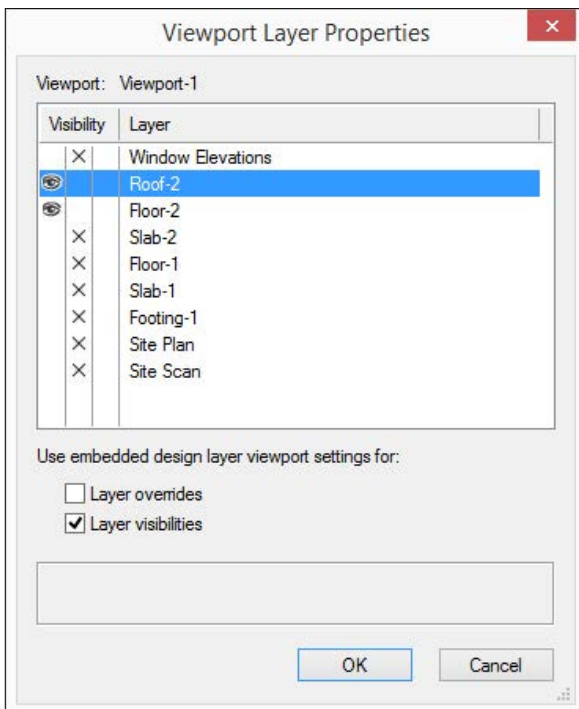 Viewport Layer Properties
Viewport: Viewport-1
Visibility Layer
Window Elevations
Roof-2
Floor-2
Slab-2
Floor-1
Slab-1
Footing-1
Site Plan
Site Scan
Use embedded design layer viewport settings for:
Layer overrides
Layer visibilities
OK Cancel